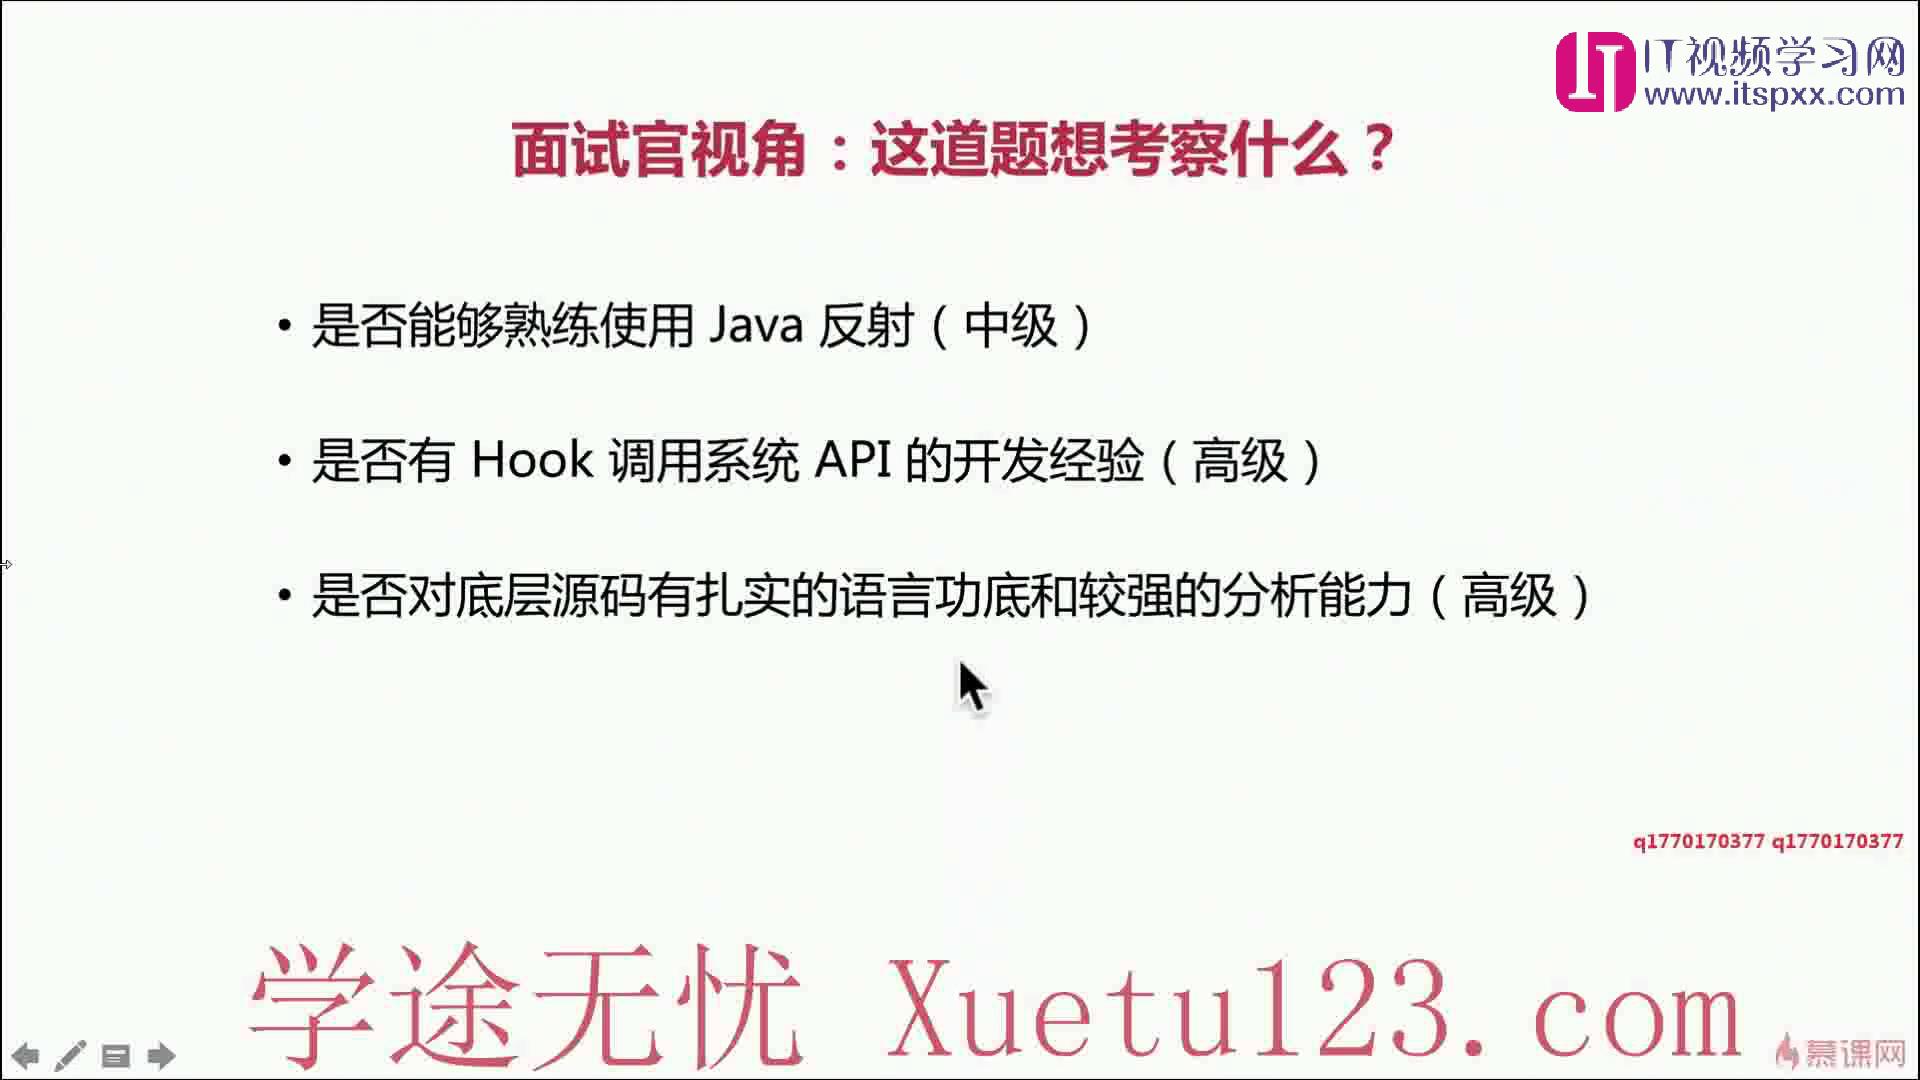 IT视频学习网
www.itspxx.com
面试官视角：这道题想考察什么？
• 是否能够熟练使用 Java 反射（中级）
• 是否有 Hook 调用系统 API 的开发经验（高级）
• 是否对底层源码有扎实的语言功底和较强的分析能力（高级）
q1770170377 q1770170377
学途无忧 Xuetu123.com
慕课网